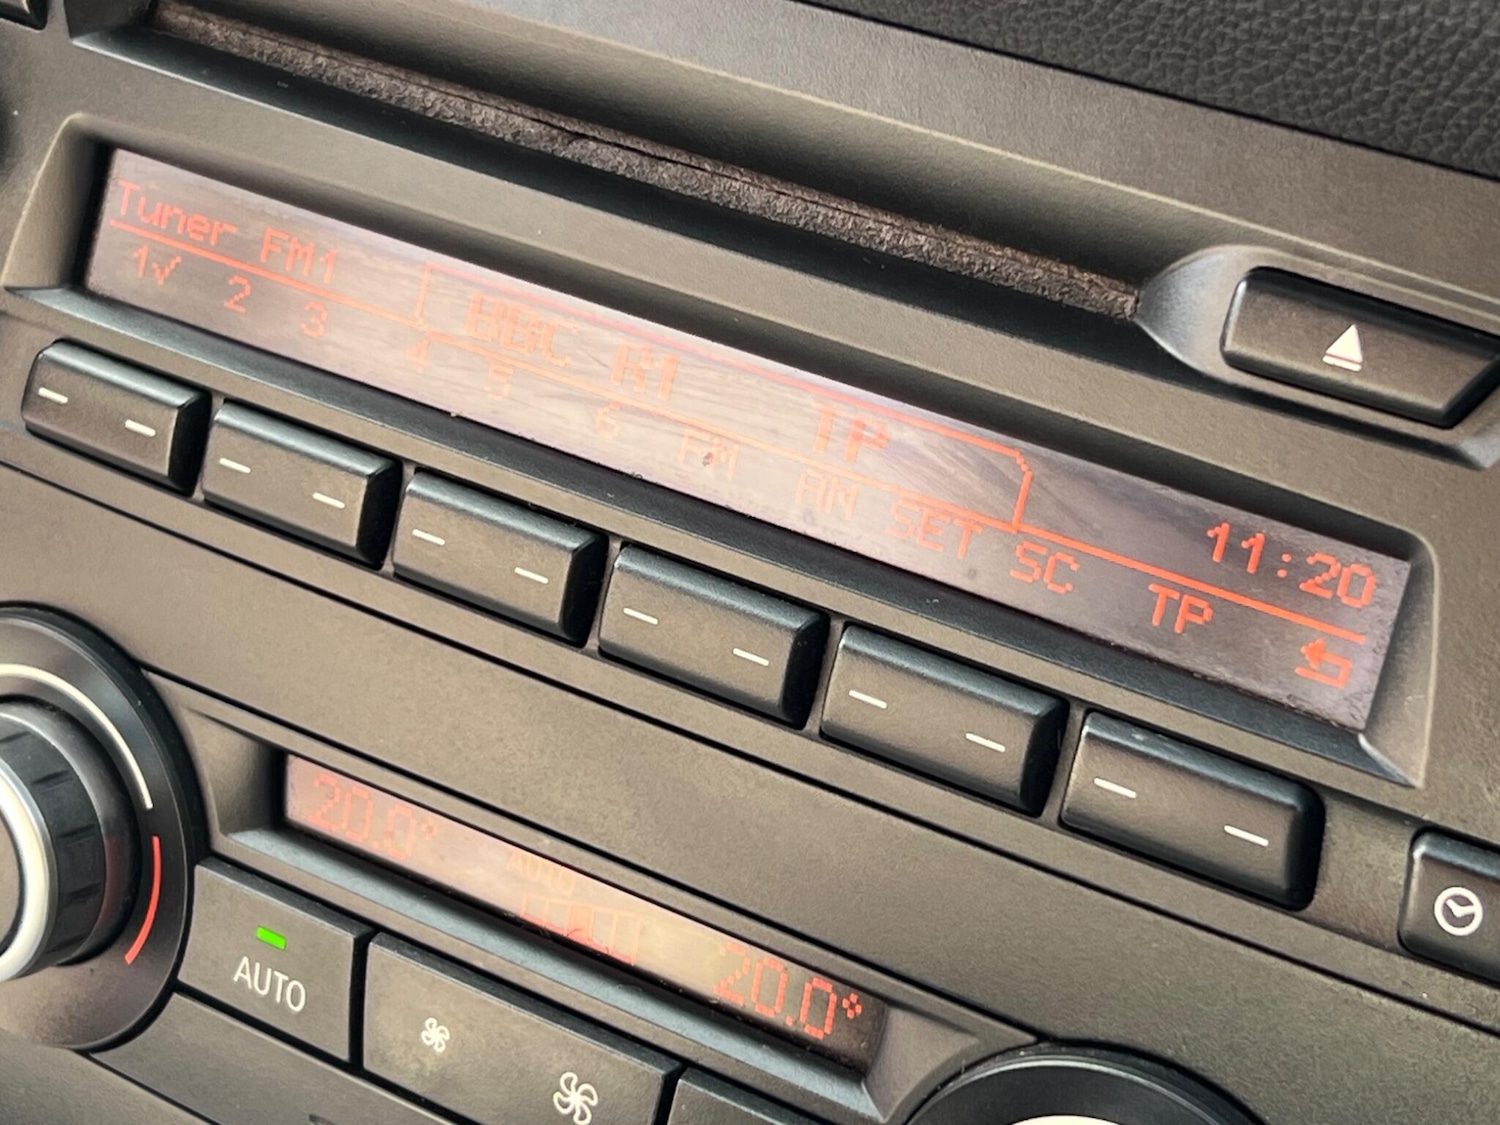 Tuner FM1 BBC R1 TP 11:20
1✓ 2 3 4 5 6 FM AM SET SC TP
20.0° AUTO 20.0°
AUTO